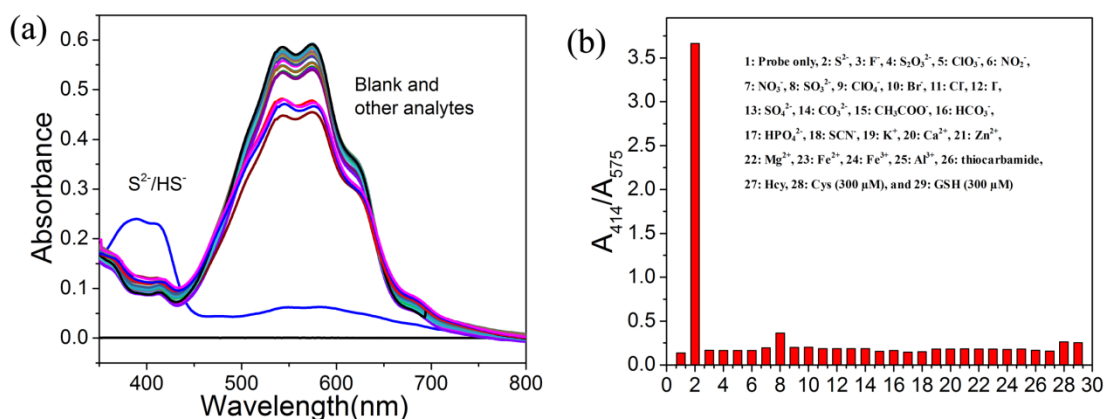 (a)
0.6
0.5
0.4
0.3
0.2
0.1
0.0
Absorbance
S²⁻/HS⁻
Blank and
other analytes
400 500 600 700 800
Wavelength(nm)
(b)
3.5
3.0
2.5
2.0
1.5
1.0
0.5
0.0
A₄₁₄/A₅₇₅
1: Probe only, 2: S²⁻, 3: F⁻, 4: S₂O₃²⁻, 5: ClO₃⁻, 6: NO₂⁻,
7: NO₃⁻, 8: SO₃²⁻, 9: ClO₄⁻, 10: Br⁻, 11: Cl⁻, 12: I⁻,
13: SO₄²⁻, 14: CO₃²⁻, 15: CH₃COO⁻, 16: HCO₃⁻,
17: HPO₄²⁻, 18: SCN⁻, 19: K⁺, 20: Ca²⁺, 21: Zn²⁺,
22: Mg²⁺, 23: Fe²⁺, 24: Fe³⁺, 25: Al³⁺, 26: thiocarbamide,
27: Hcy, 28: Cys (300 μM), and 29: GSH (300 μM)
0 2 4 6 8 10 12 14 16 18 20 22 24 26 28 30